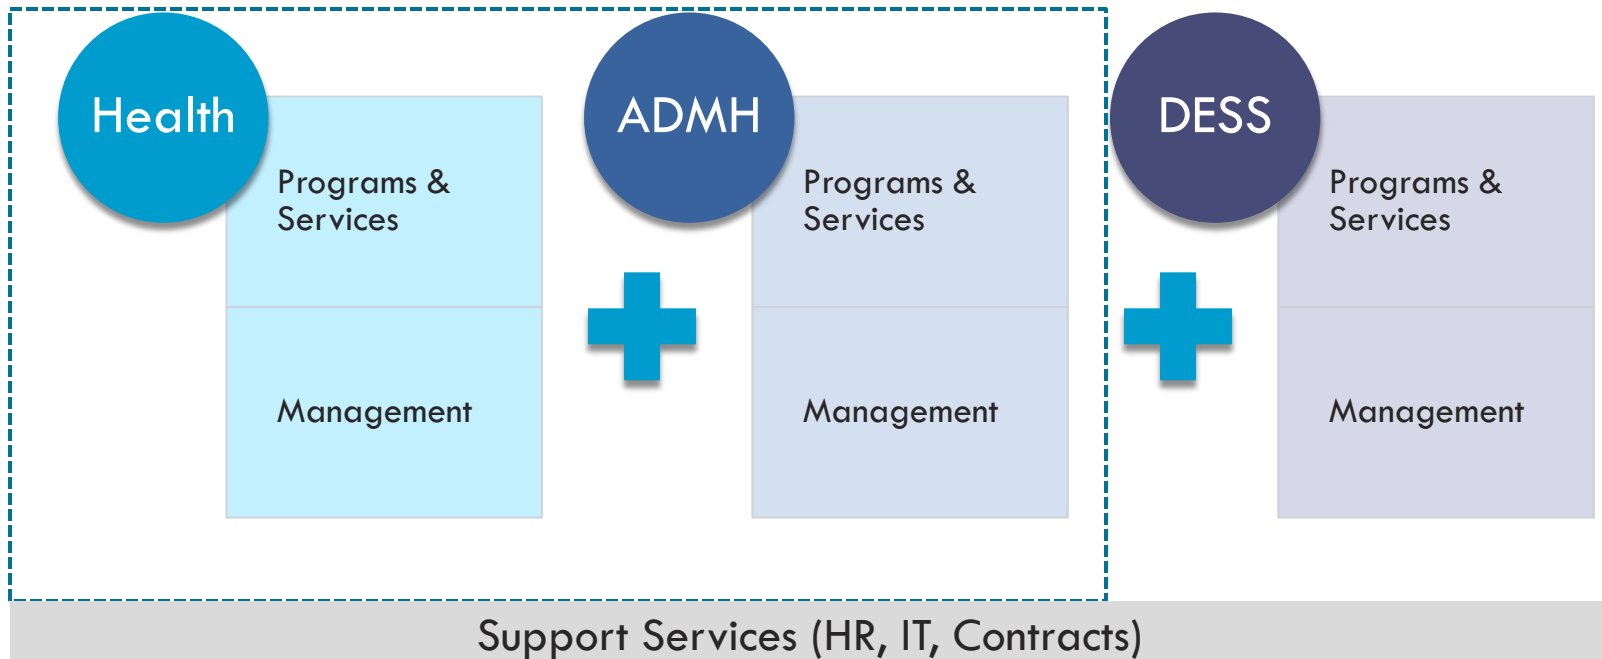 Health
Programs &
Services
Management
ADMH
Programs &
Services
Management
DESS
Programs &
Services
Management
Support Services (HR, IT, Contracts)